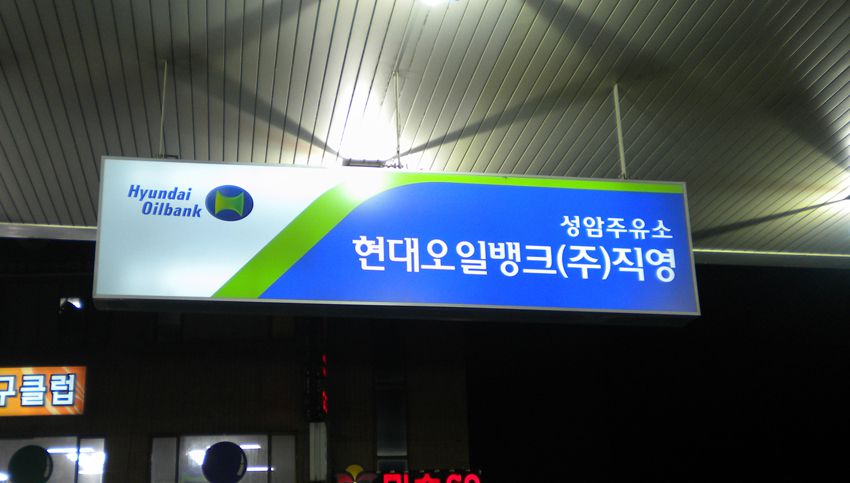 Hyundai
Oilbank
성암주유소
현대오일뱅크(주)직영
구클럽